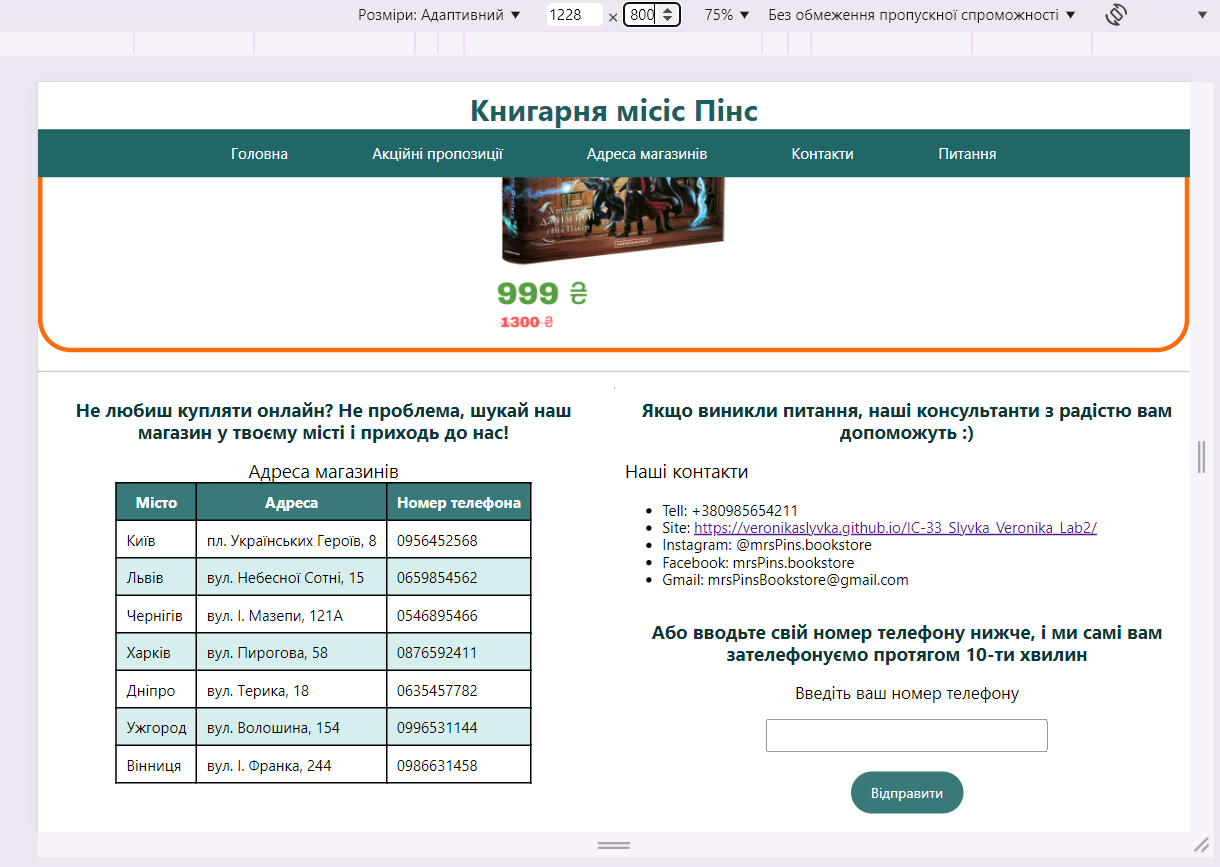 Розміри: Адаптивний ▼ 1228 × 800 75% ▼ Без обмеження пропускної спроможності ▼
Книгарня місіс Пінс
Головна Акційні пропозиції Адреса магазинів Контакти Питання
999 ₴
1300 ₴
Не любиш купляти онлайн? Не проблема, шукай наш
магазин у твоєму місті і приходь до нас!
Адреса магазинів
Місто Адреса Номер телефона
Київ пл. Українських Героїв, 8 0956452568
Львів вул. Небесної Сотні, 15 0659854562
Чернігів вул. І. Мазепи, 121А 0546895466
Харків вул. Пирогова, 58 0876592411
Дніпро вул. Терика, 18 0635457782
Ужгород вул. Волошина, 154 0996531144
Вінниця вул. І. Франка, 244 0986631458
Якщо виникли питання, наші консультанти з радістю вам
допоможуть :)
Наші контакти
Tell: +380985654211
Site: https://veronikaslyvka.github.io/IC-33_Slyvka_Veronika_Lab2/
Instagram: @mrsPins.bookstore
Facebook: mrsPins.bookstore
Gmail: mrsPinsBookstore@gmail.com
Або вводьте свій номер телефону нижче, і ми самі вам
зателефонуємо протягом 10-ти хвилин
Введіть ваш номер телефону
Відправити